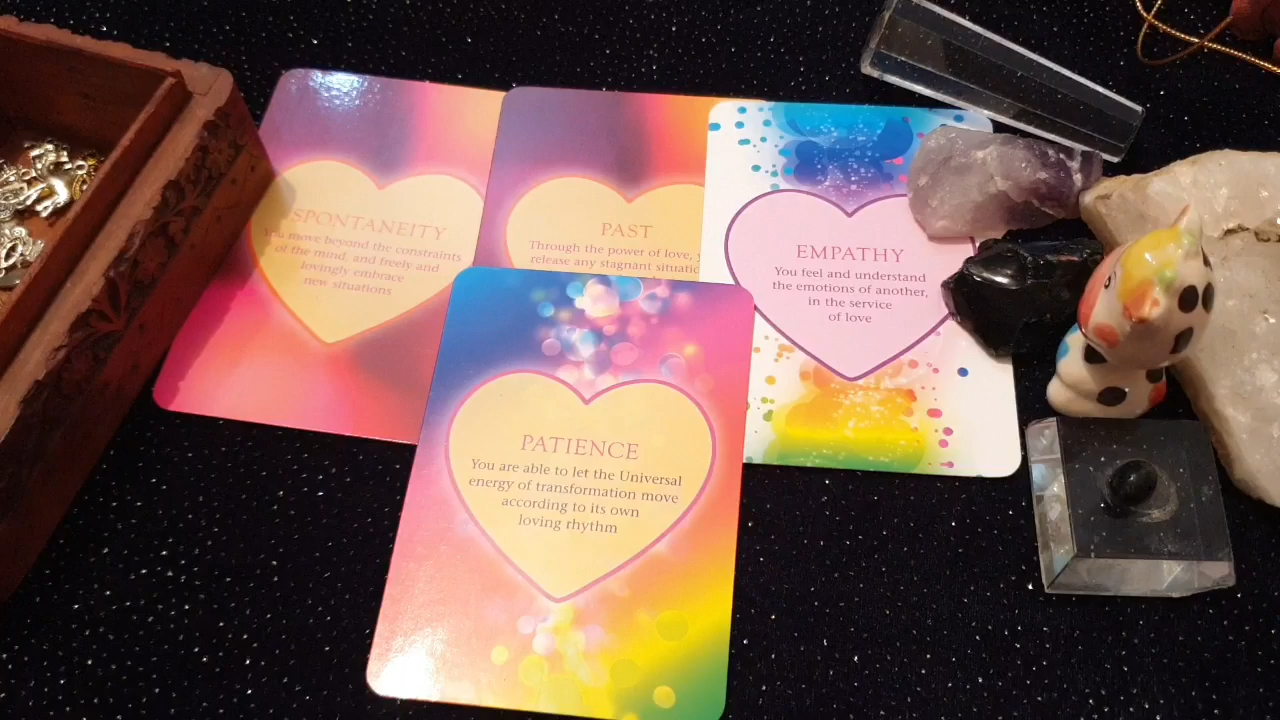 SPONTANEITY
You move beyond the constraints
of the mind, and freely and
lovingly embrace
new situations
PAST
Through the power of love,
release any stagnant
EMPATHY
You feel and understand
the emotions of another,
in the service
of love
PATIENCE
You are able to let the Universal
energy of transformation move
according to its own
loving rhythm